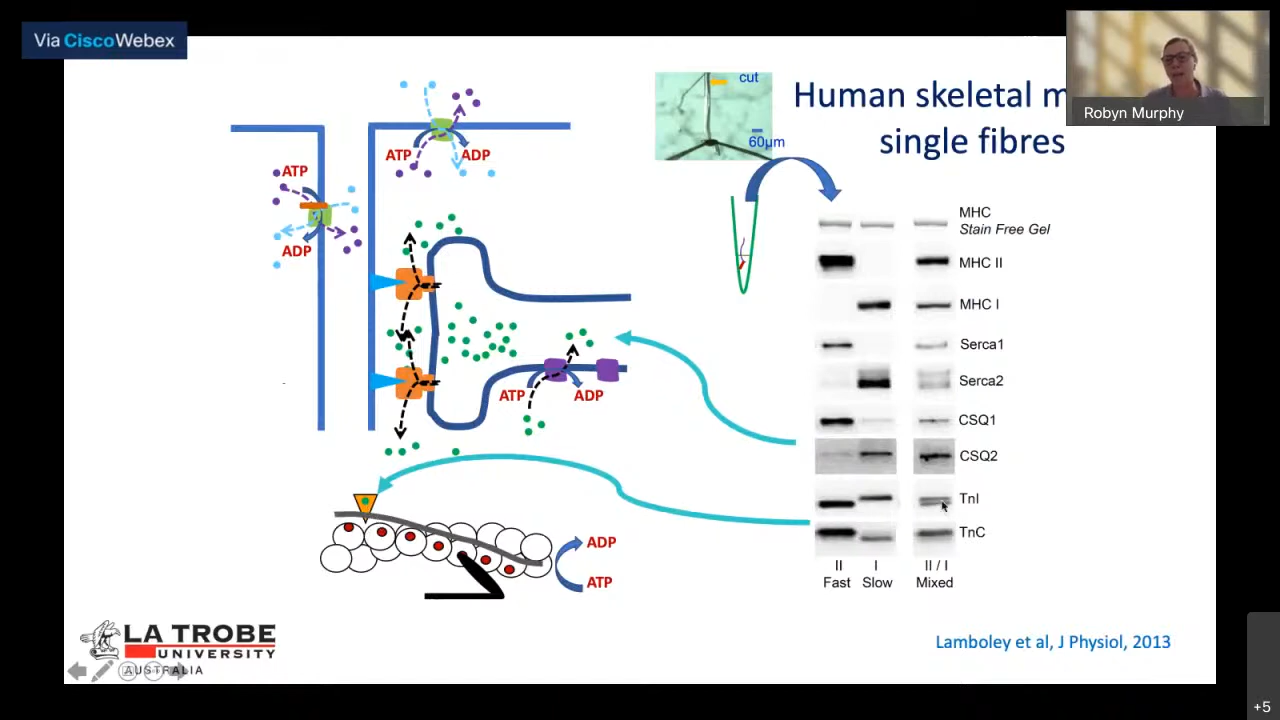 Via CiscoWebex
Robyn Murphy
Human skeletal m
single fibres
cut
60µm
ATP
ADP
ATP
ADP
ATP
ADP
ADP
ATP
MHC
Stain Free Gel
MHC II
MHC I
Serca1
Serca2
CSQ1
CSQ2
TnI
TnC
II
I
II / I
Fast
Slow
Mixed
LA TROBE
UNIVERSITY
AUSTRALIA
Lamboley et al, J Physiol, 2013
+5